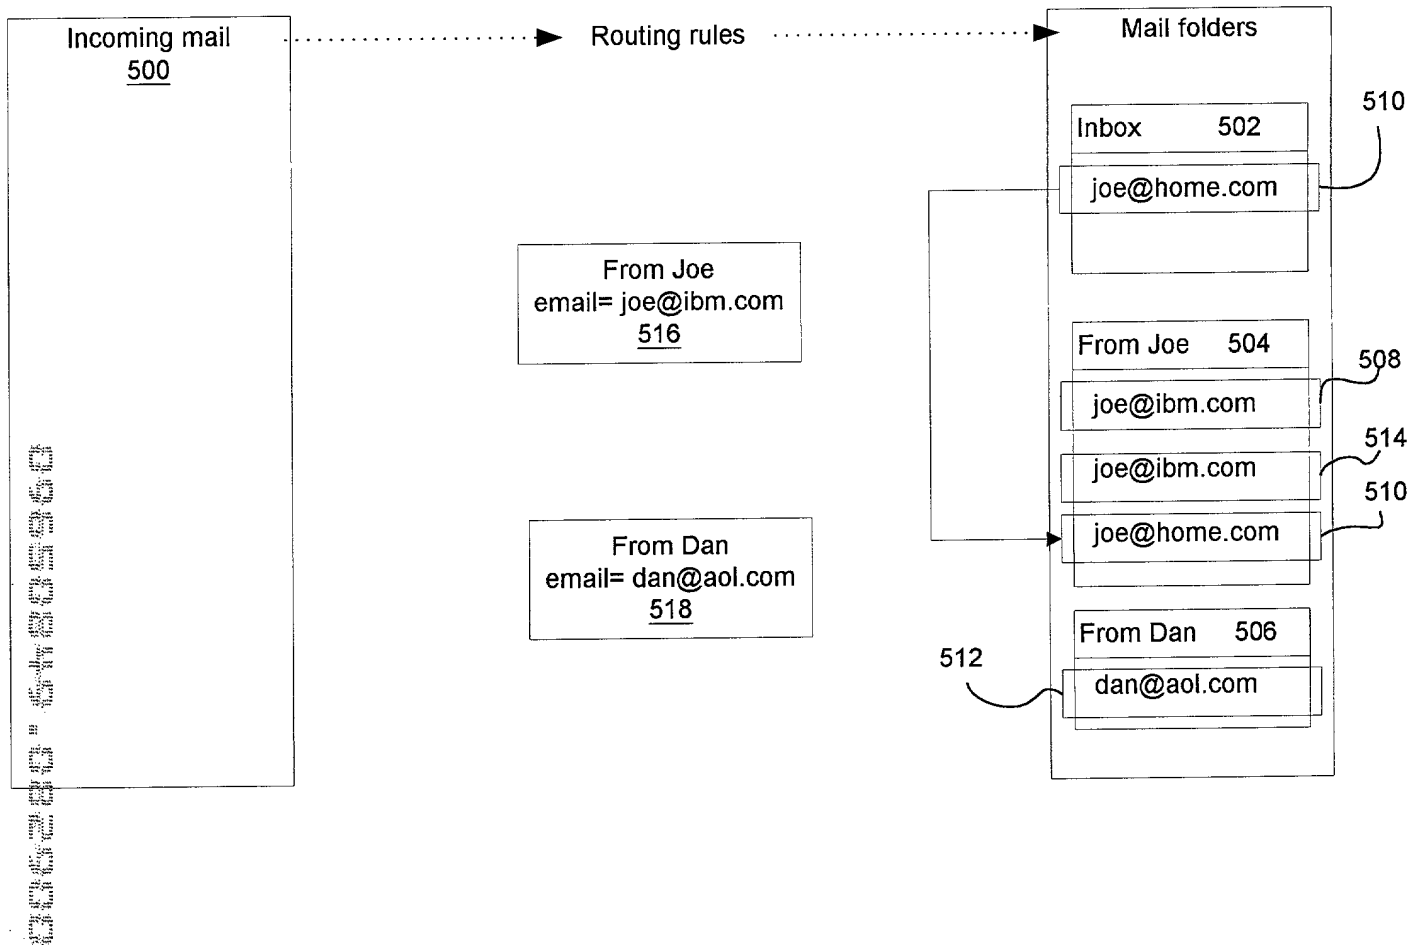 Incoming mail
500
Routing rules
Mail folders
510
Inbox 502
joe@home.com
From Joe
email= joe@ibm.com
516
From Joe 504
508
joe@ibm.com
514
joe@ibm.com
510
joe@home.com
From Dan
email= dan@aol.com
518
From Dan 506
512
dan@aol.com